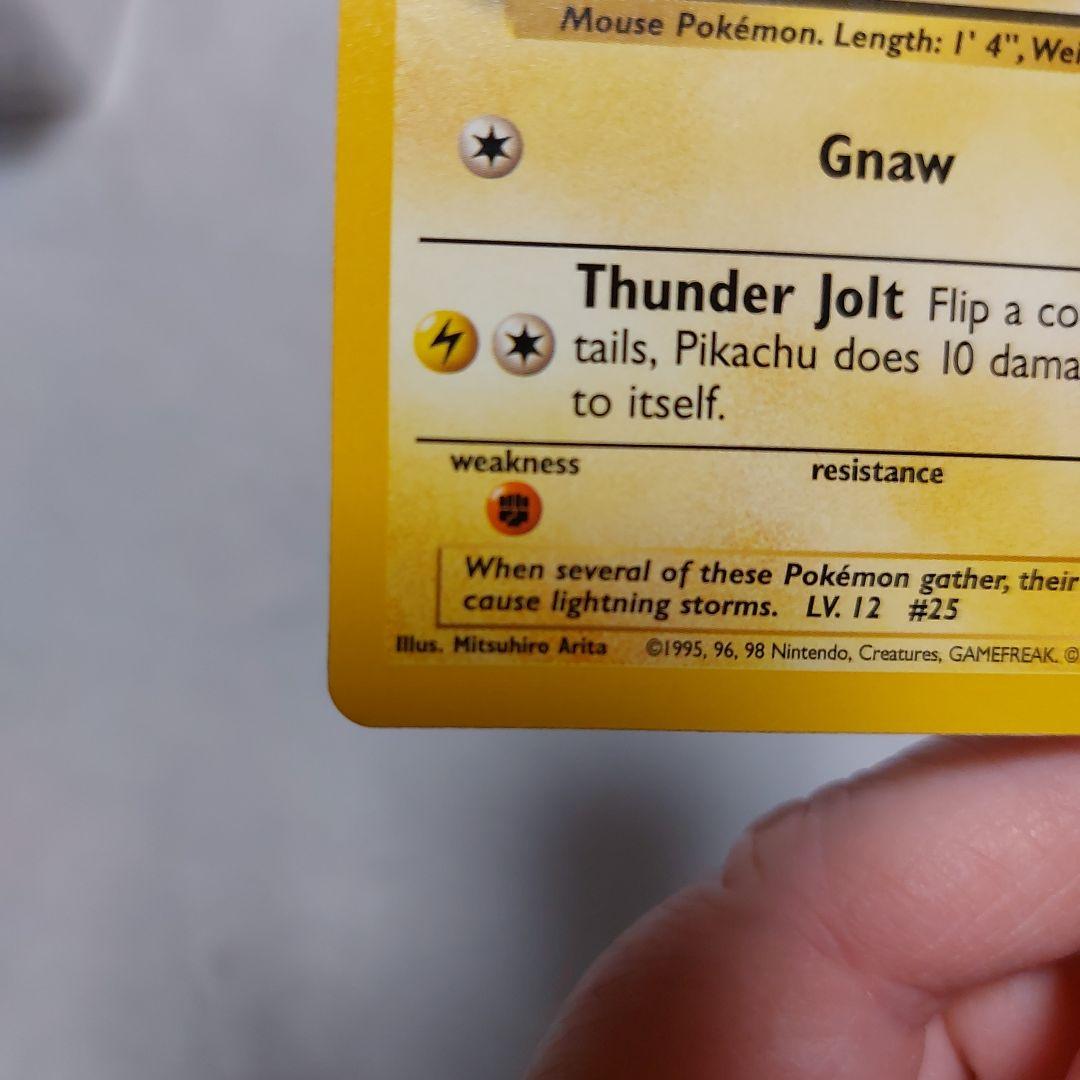 Mouse Pokémon. Length: 1' 4",
Gnaw
Thunder Jolt Flip a
tails, Pikachu does 10
to itself.
weakness resistance
When several of these Pokémon gather, their
cause lightning storms. LV. 12 #25
Illus. Mitsuhiro Arita ©1995, 96, 98 Nintendo, Creatures, GAMEFREAK. ©